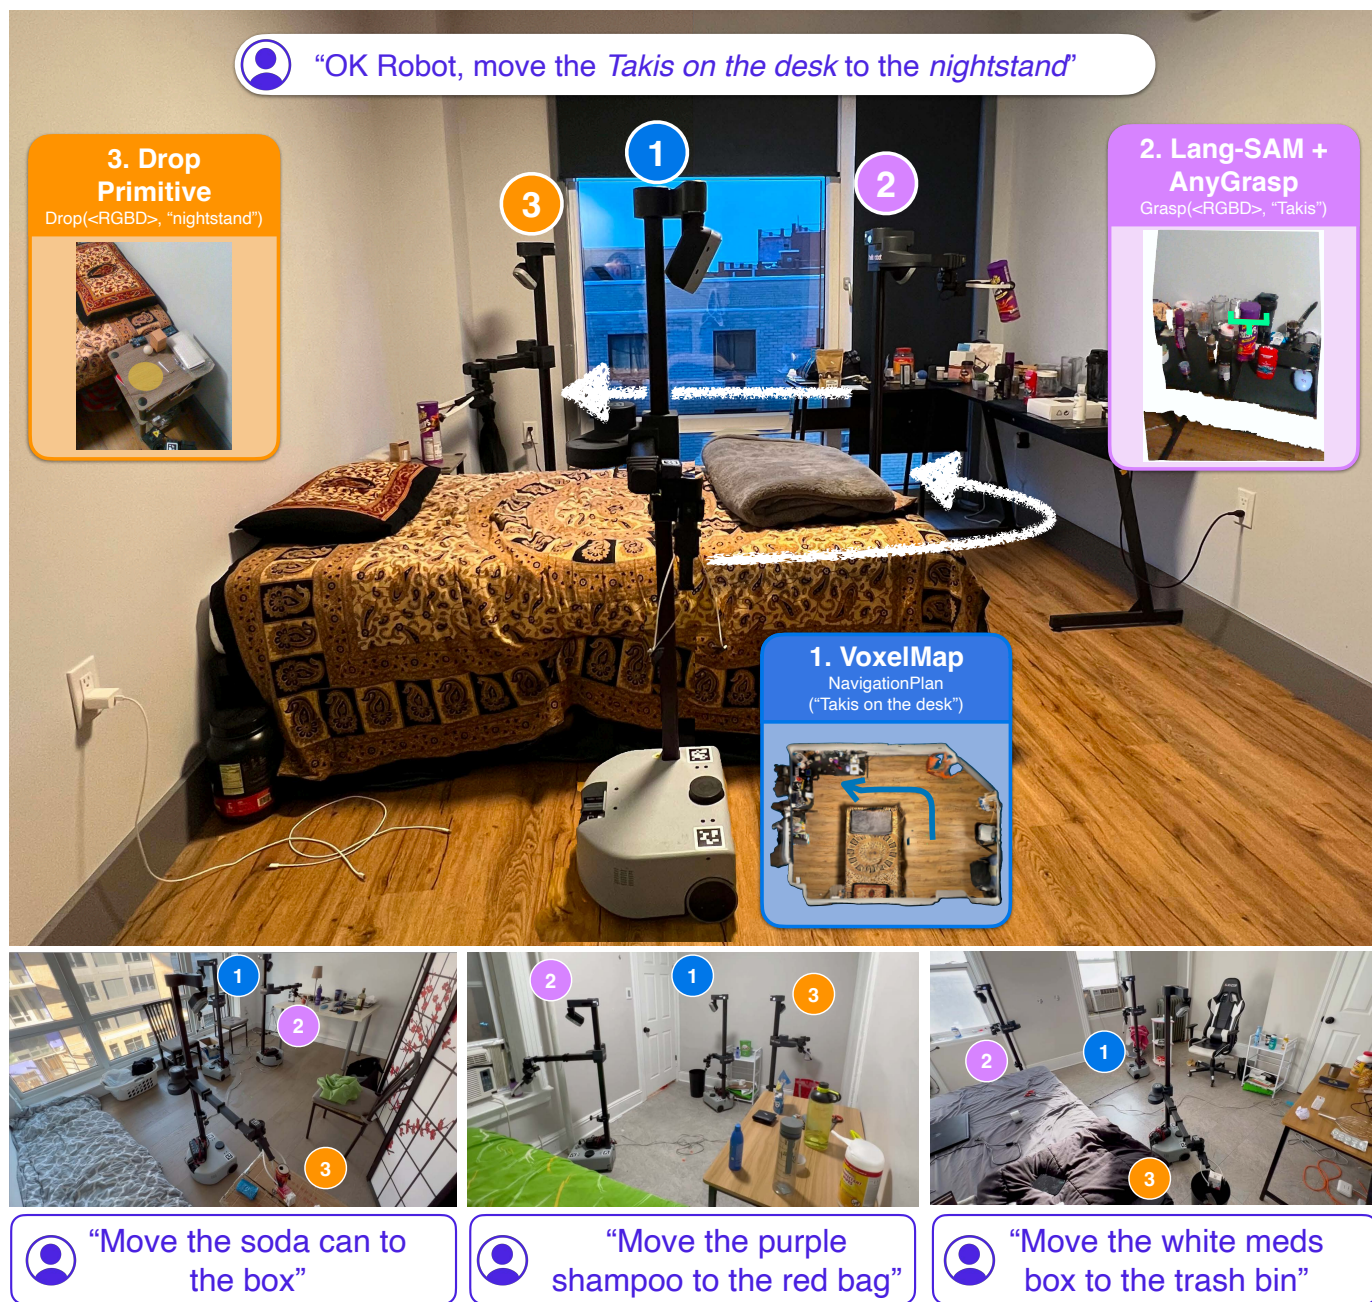 “OK Robot, move the Takis on the desk to the nightstand”
3. Drop
Primitive
Drop(<RGBD>, “nightstand”)
3
1
2
2. Lang-SAM +
AnyGrasp
Grasp(<RGBD>, “Takis”)
1. VoxelMap
NavigationPlan
(“Takis on the desk”)
1
2
3
2
1
3
2
1
3
“Move the soda can to
the box”
“Move the purple
shampoo to the red bag”
“Move the white meds
box to the trash bin”